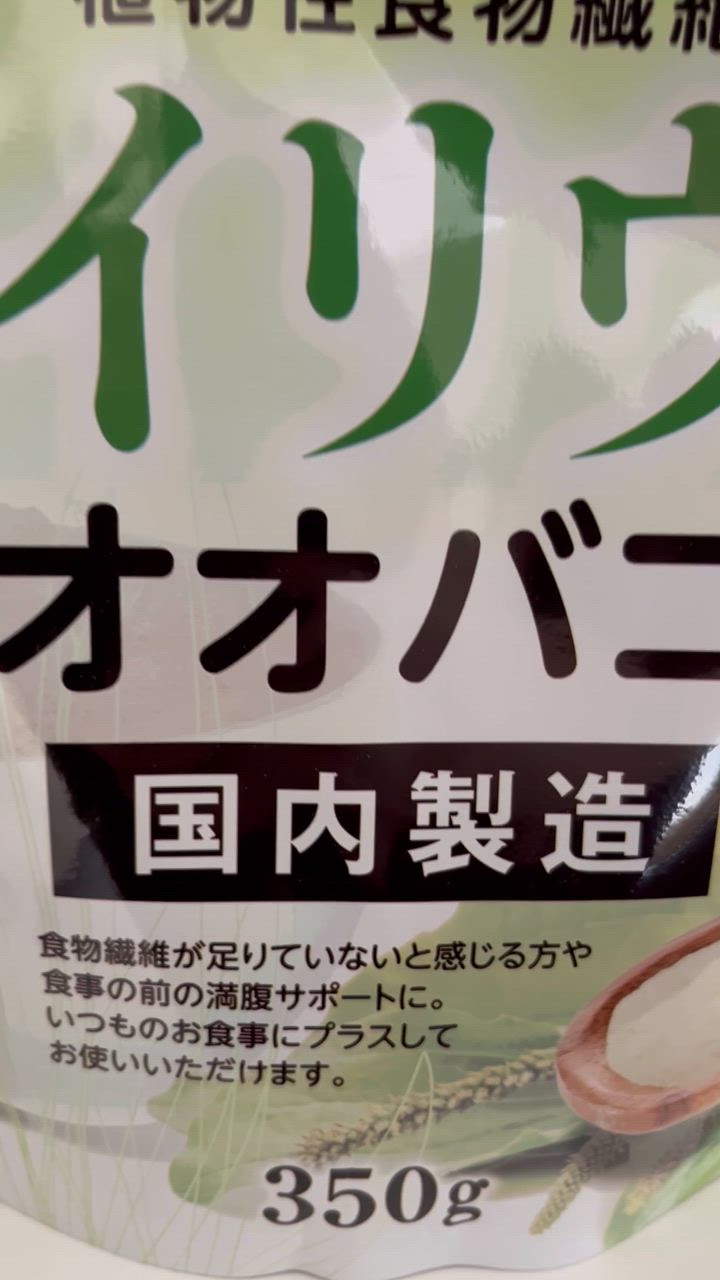 植物性食物繊維
イリウ
オオバコ
国内製造
食物繊維が足りていないと感じる方や
食事の前の満腹サポートに。
いつものお食事にプラスして
お使いいただけます。
350g